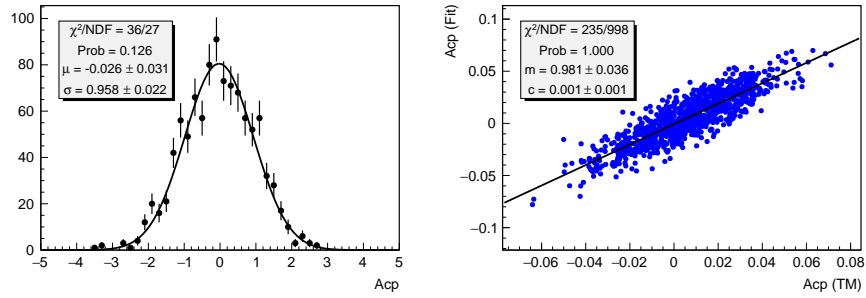 100
80
60
40
20
0
χ²/NDF = 36/27
Prob = 0.126
μ = -0.026 ± 0.031
σ = 0.958 ± 0.022
−5 −4 −3 −2 −1 0 1 2 3 4 5
Acp
Acp (Fit)
0.1
0.05
0
−0.05
−0.1
χ²/NDF = 235/998
Prob = 1.000
m = 0.981 ± 0.036
c = 0.001 ± 0.001
−0.06 −0.04 −0.02 0 0.02 0.04 0.06 0.08
Acp (TM)